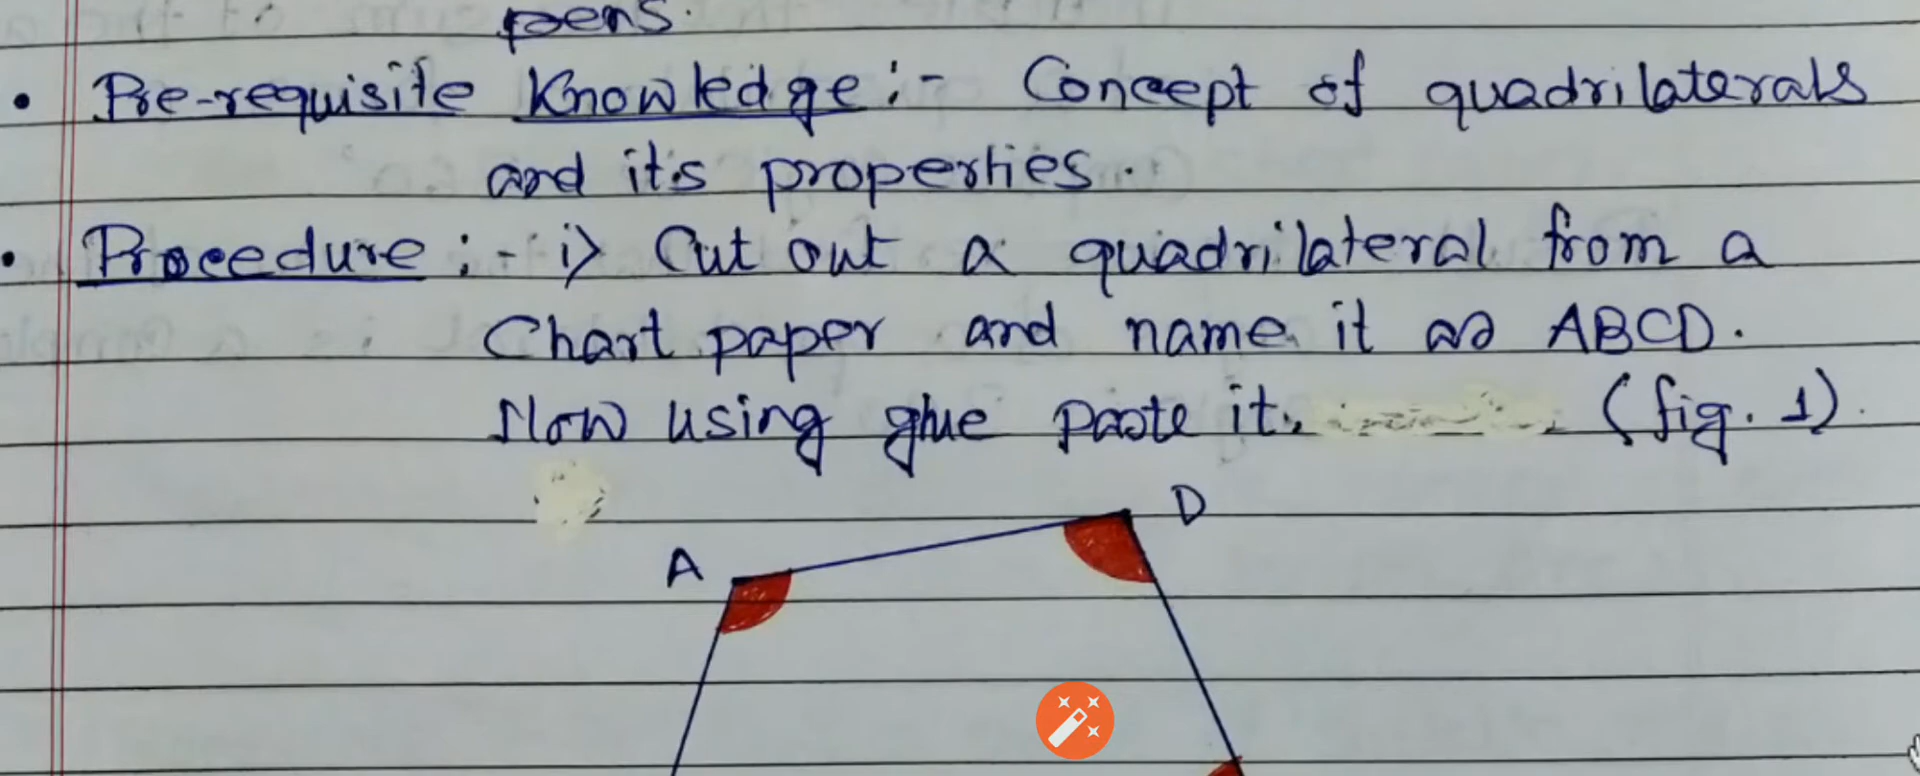 pens.
• Pre-requisite Knowledge :- Concept of quadrilaterals
and it's properties.
• Procedure :- i) Cut out a quadrilateral from a
Chart paper and name it as ABCD.
Now using glue paste it. (fig. 1).
D
A